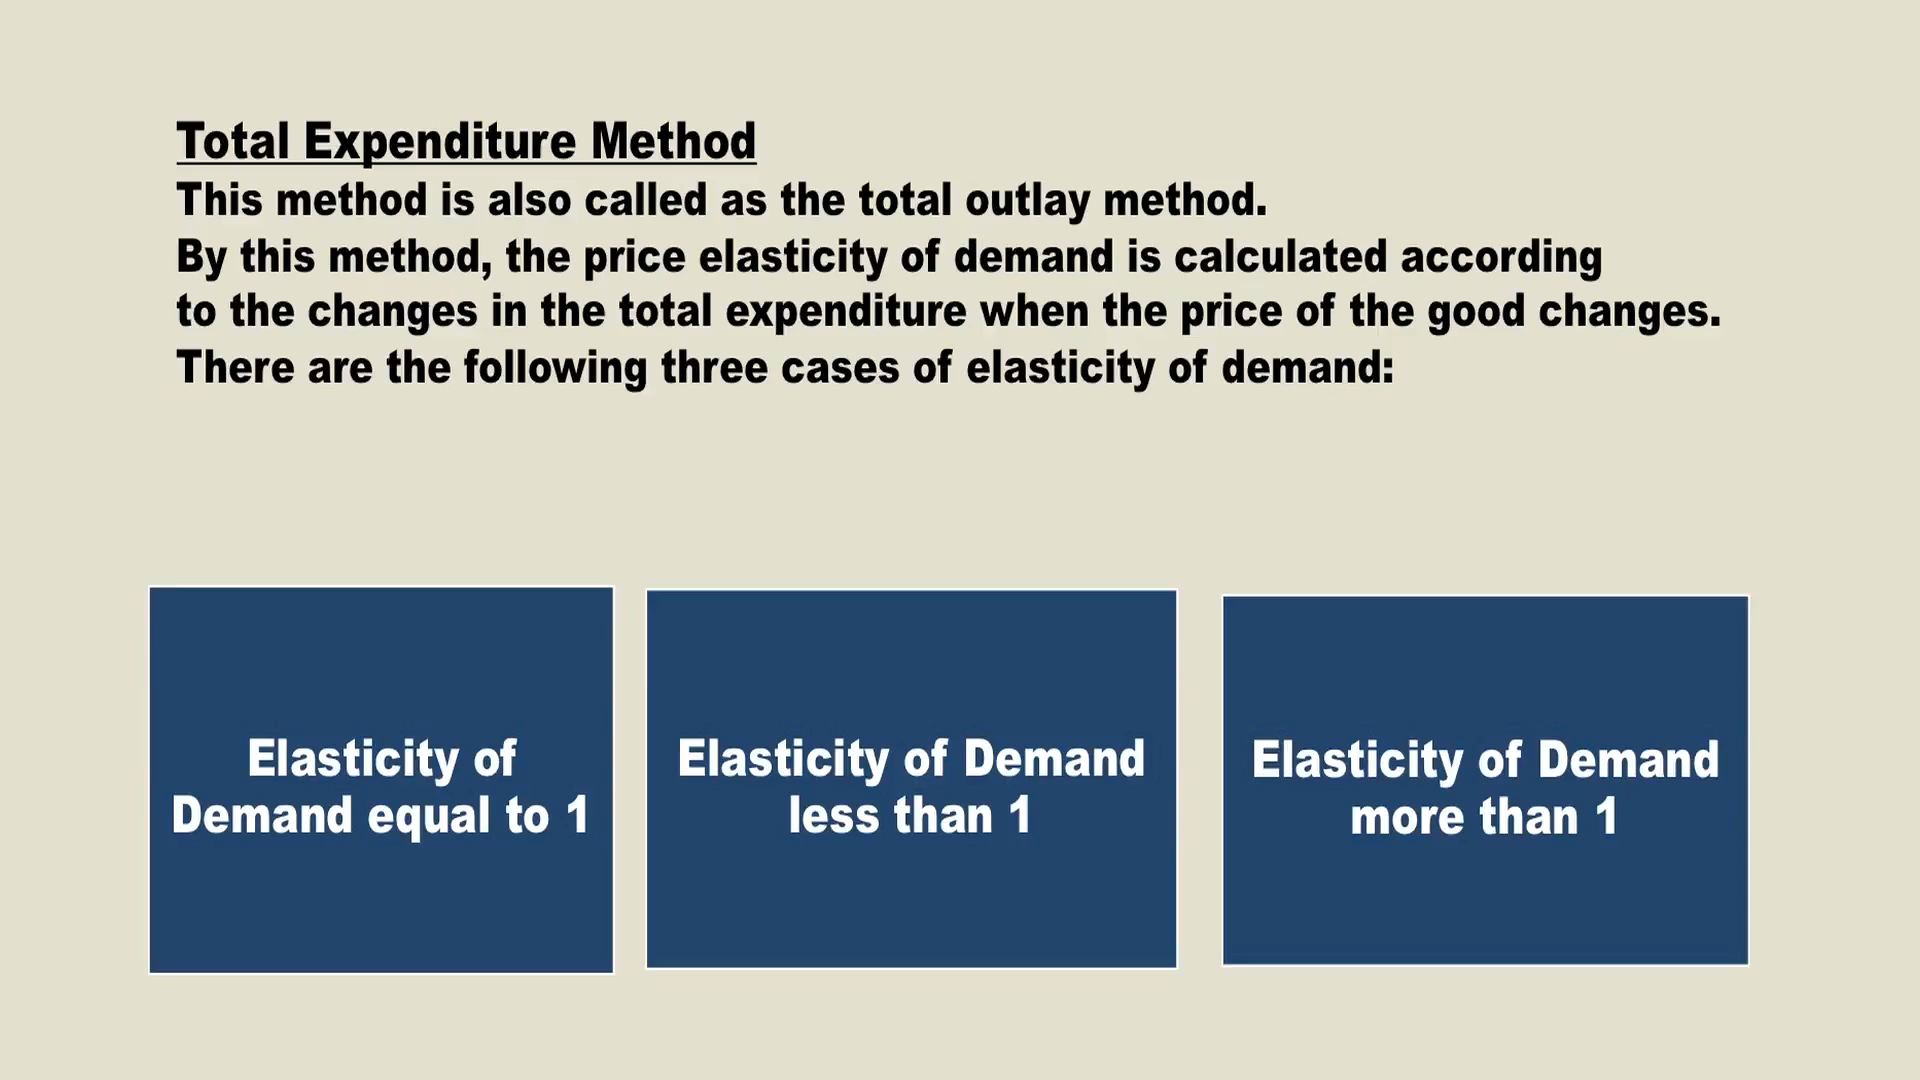 Total Expenditure Method
This method is also called as the total outlay method.
By this method, the price elasticity of demand is calculated according
to the changes in the total expenditure when the price of the good changes.
There are the following three cases of elasticity of demand:
Elasticity of
Demand equal to 1
Elasticity of Demand
less than 1
Elasticity of Demand
more than 1